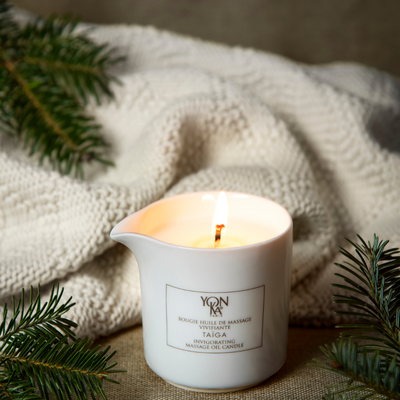 YON
KA
BOUGIE HUILE DE MASSAGE
VIVIFIANTE
TAÏGA
INVIGORATING
MASSAGE OIL CANDLE